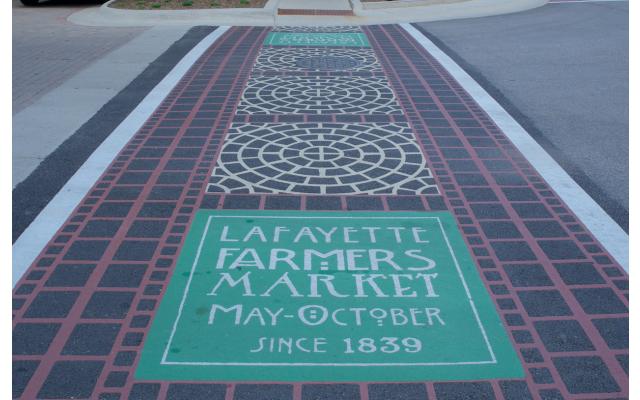 LAFAYETTE
FARMERS
MARKET
MAY-OCTOBER
SINCE 1839